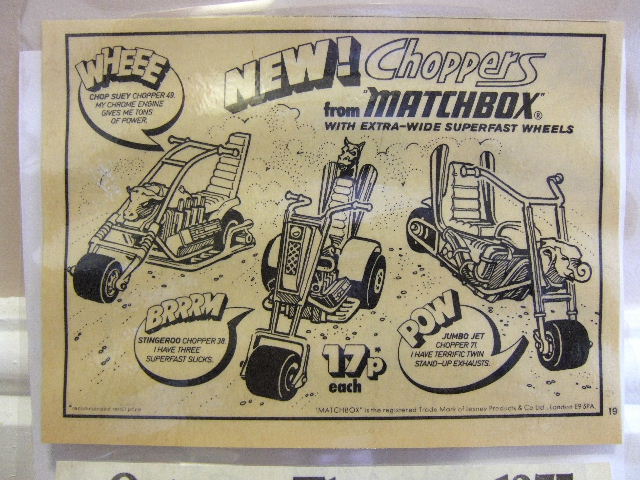 NEW! Choppers
from "MATCHBOX"®
WITH EXTRA-WIDE SUPERFAST WHEELS
WHEEE
CHOP SUEY CHOPPER 49.
MY CHROME ENGINE
GIVES ME TONS
OF POWER.
BRRRM
STINGEROO CHOPPER 38.
I HAVE THREE
SUPERFAST SLICKS.
17p*
each
POW
JUMBO JET
CHOPPER 71
I HAVE TERRIFIC TWIN
STAND-UP EXHAUSTS.
*recommended retail price
"MATCHBOX" is the registered Trade Mark of Lesney Products & Co Ltd., London E9 5PA.
19